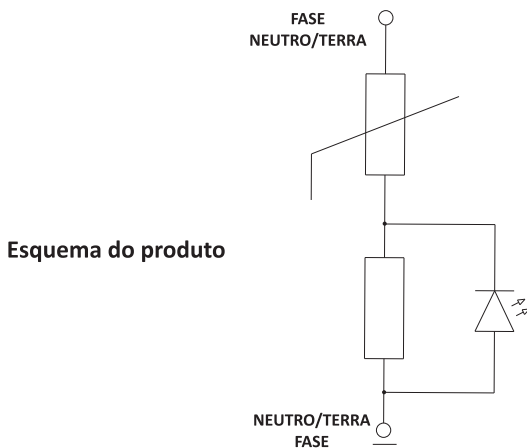 FASE
NEUTRO/TERRA
Esquema do produto
NEUTRO/TERRA
FASE